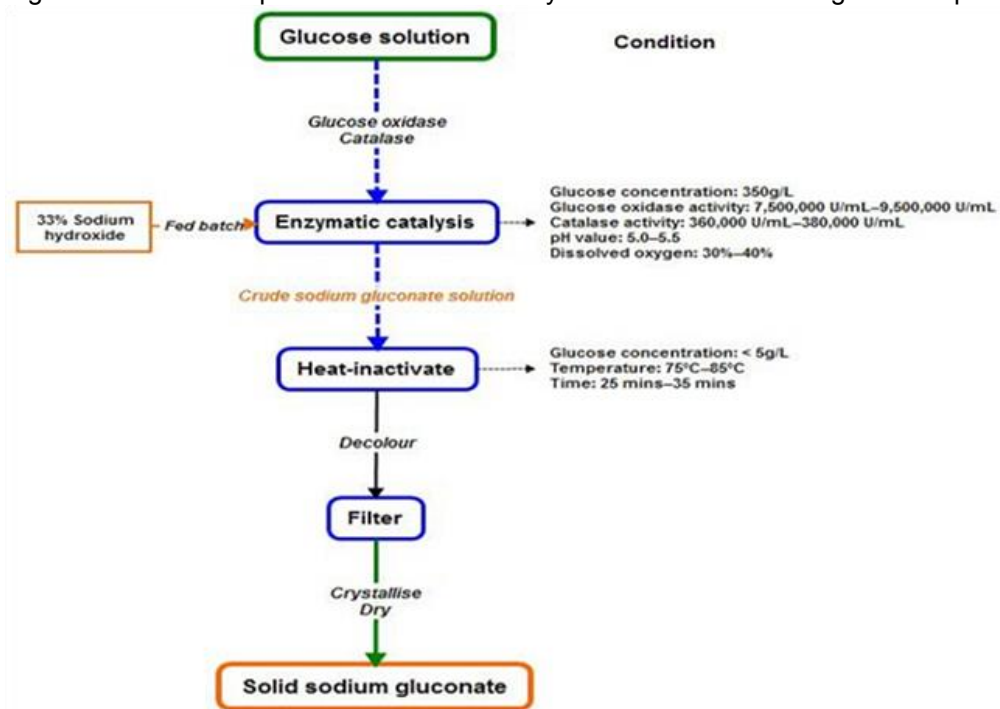 Glucose solution
Condition
Glucose oxidase
Catalase
33% Sodium
hydroxide
Fed batch
Enzymatic catalysis
Glucose concentration: 350g/L
Glucose oxidase activity: 7,500,000 U/mL–9,500,000 U/mL
Catalase activity: 360,000 U/mL–380,000 U/mL
pH value: 5.0–5.5
Dissolved oxygen: 30%–40%
Crude sodium gluconate solution
Heat-inactivate
Glucose concentration: < 5g/L
Temperature: 75ºC–85ºC
Time: 25 mins–35 mins
Decolour
Filter
Crystallise
Dry
Solid sodium gluconate